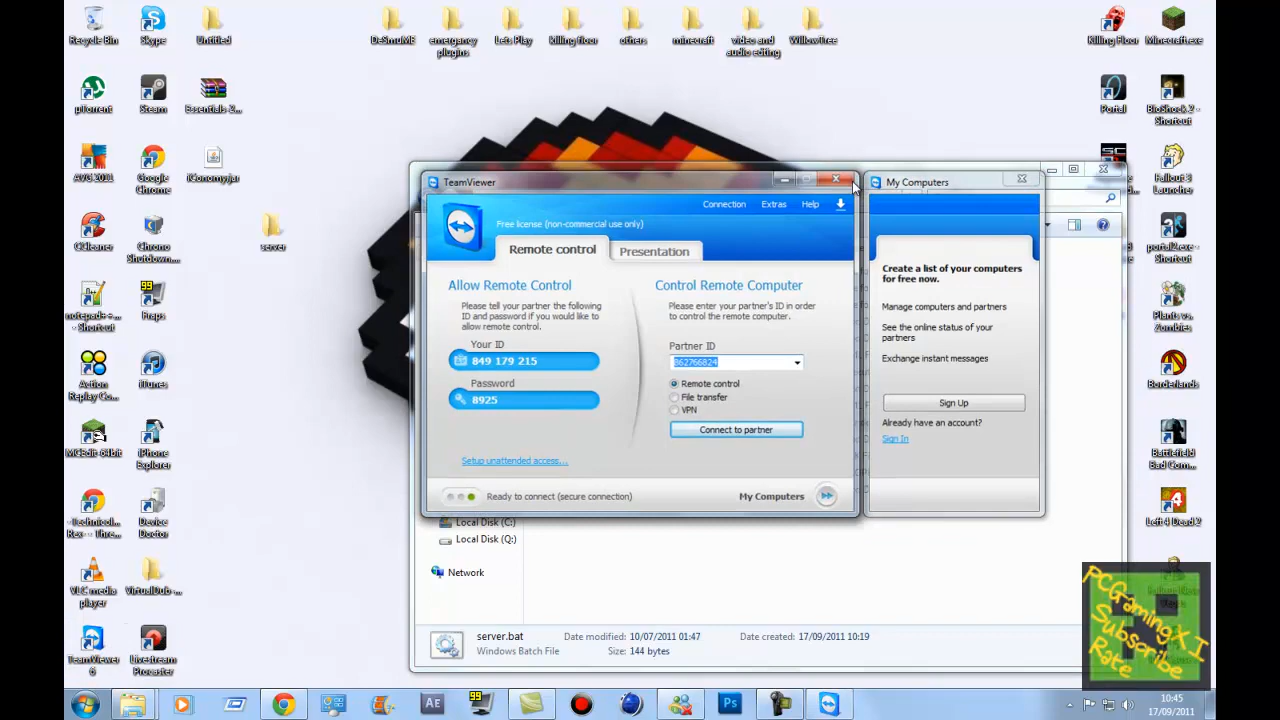 Recycle Bin
Skype
Untitled
DeSmuME
emergency plugins
Lets Play
killing floor
others
minecraft
video and audio editing
WillowTree
Killing Floor
Minecraft.exe
µTorrent
Steam
Essentials-2...
Portal
BioShock 2 - Shortcut
AVG 2011
Google Chrome
iConomy.jar
Fallout 3 Launcher
CCleaner
Chrono Shutdown...
server
portal2.exe - Shortcut
notepad++ - Shortcut
Fraps
Plants vs. Zombies
Action Replay Co...
iTunes
Borderlands
MCEdit-64bit
iPhone Explorer
Battlefield Bad Com...
-Technicol... Rex -- Thre...
Device Doctor
Left 4 Dead 2
VLC media player
VirtualDub-...
TeamViewer 6
Livestream Procaster
TeamViewer
Connection
Extras
Help
Free license (non-commercial use only)
Remote control
Presentation
Allow Remote Control
Please tell your partner the following
ID and password if you would like to
allow remote control.
Your ID
849 179 215
Password
8925
Setup unattended access...
Ready to connect (secure connection)
Control Remote Computer
Please enter your partner's ID in order
to control the remote computer.
Partner ID
862766824
Remote control
File transfer
VPN
Connect to partner
My Computers
My Computers
Create a list of your computers
for free now.
Manage computers and partners
See the online status of your
partners
Exchange instant messages
Sign Up
Already have an account?
Sign In
Local Disk (C:)
Local Disk (Q:)
Network
server.bat
Date modified: 10/07/2011 01:47
Date created: 17/09/2011 10:19
Windows Batch File
Size: 144 bytes
PCGamingX I
Subscribe
Rate
Ae
99
Ps
10:45
17/09/2011